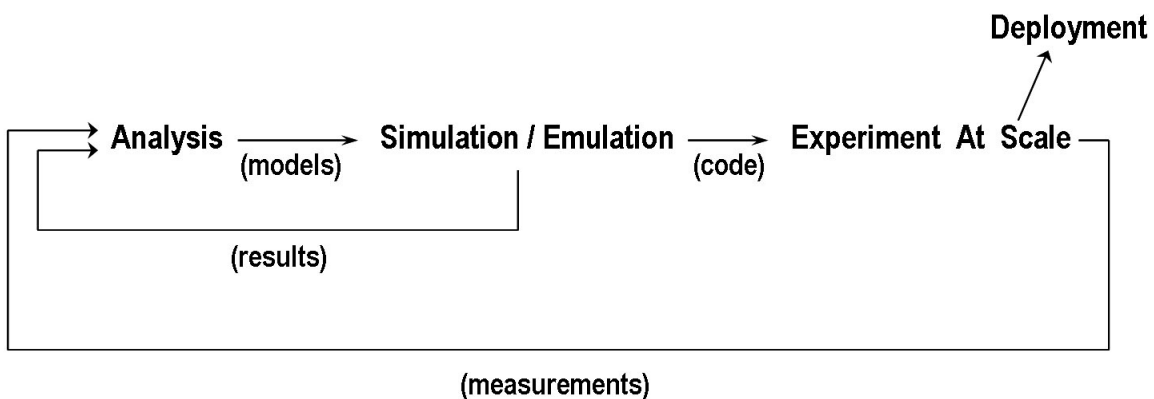 Deployment
Analysis
Simulation / Emulation
Experiment At Scale
(models)
(code)
(results)
(measurements)